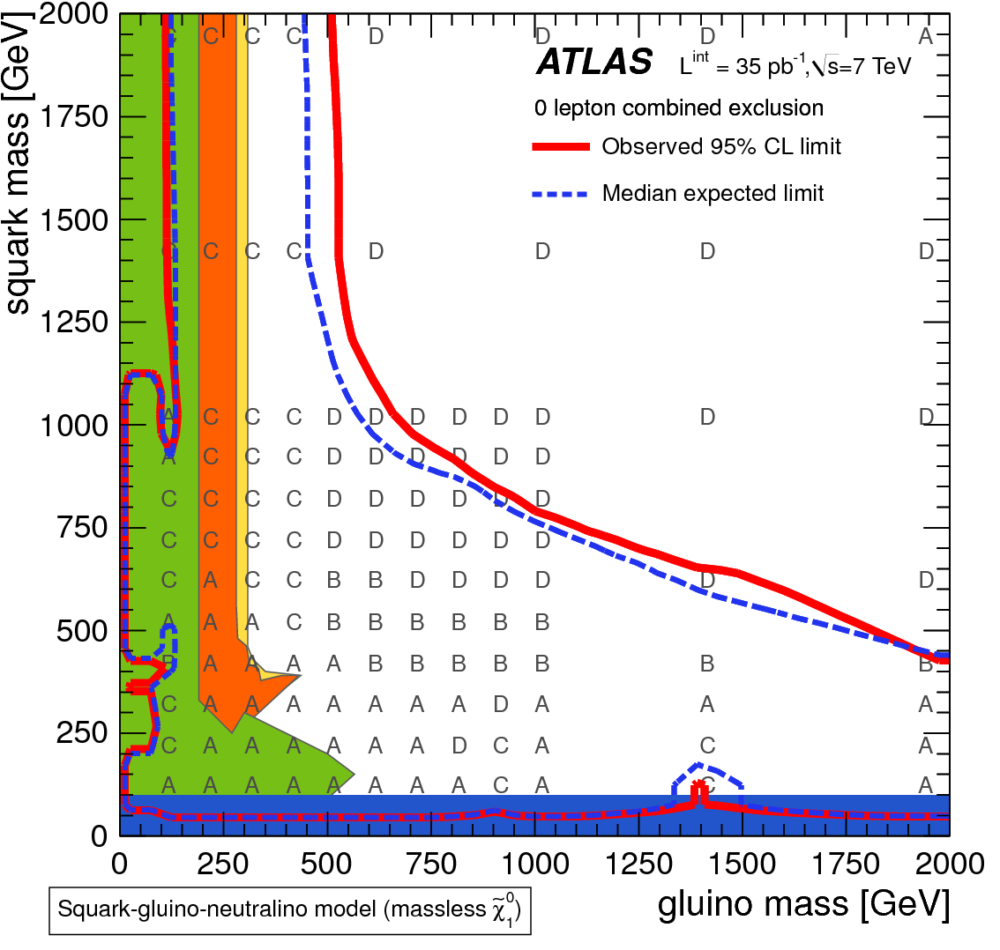 squark mass [GeV]
2000
C C C D D D A
ATLAS L^int = 35 pb^-1, √s=7 TeV
0 lepton combined exclusion
1750
Observed 95% CL limit
Median expected limit
1500
C C C C D D D D
1250
1000
A C C C D D D D D D D D
A C C C D D D D D D
C C C C D D D D D D
750
C C C C D D D D D D
C A C C B B D D D D D D
500
A A A C B B B B B B
B A A A A B B B B B B B
C A A A A A A A D A A A
250
C A A A A A A D C A C A
A A A A A A A A C A C A
0
0 250 500 750 1000 1250 1500 1750 2000
gluino mass [GeV]
Squark-gluino-neutralino model (massless χ̃₁⁰)